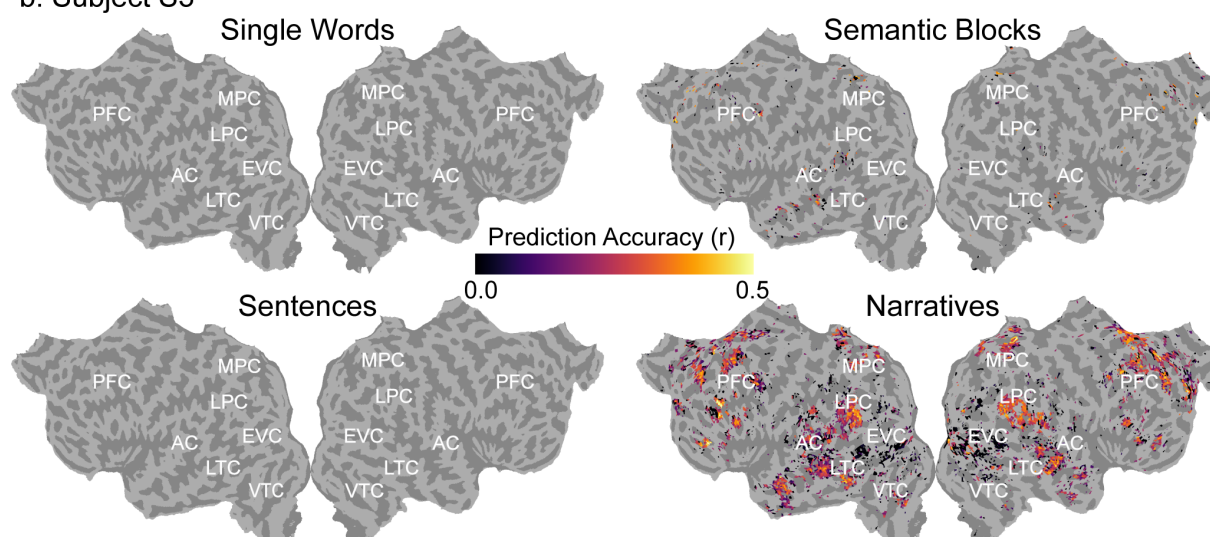 b. Subject S3
Single Words
Semantic Blocks
PFC MPC LPC AC EVC LTC VTC
MPC LPC PFC EVC AC LTC VTC
PFC MPC LPC AC EVC LTC VTC
MPC LPC PFC EVC AC LTC VTC
Prediction Accuracy (r)
0.0 0.5
Sentences
Narratives
PFC MPC LPC AC EVC LTC VTC
MPC LPC PFC EVC AC LTC VTC
PFC MPC LPC AC EVC LTC VTC
MPC LPC PFC EVC AC LTC VTC